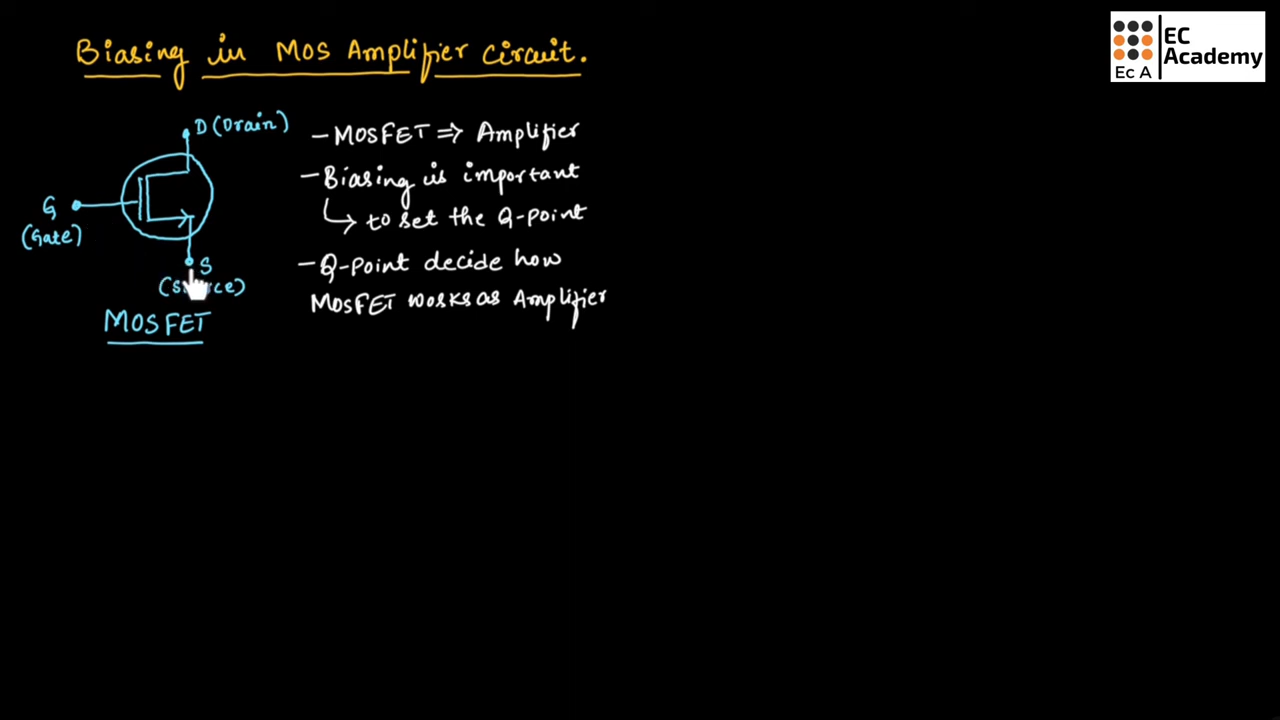 Biasing in MOS Amplifier Circuit.
EC
Academy
Ec A
D (Drain)
G
(Gate)
S
(Source)
MOSFET
- MOSFET => Amplifier
- Biasing is important
↳ to set the Q-point
- Q-point decide how
MOSFET works as Amplifier